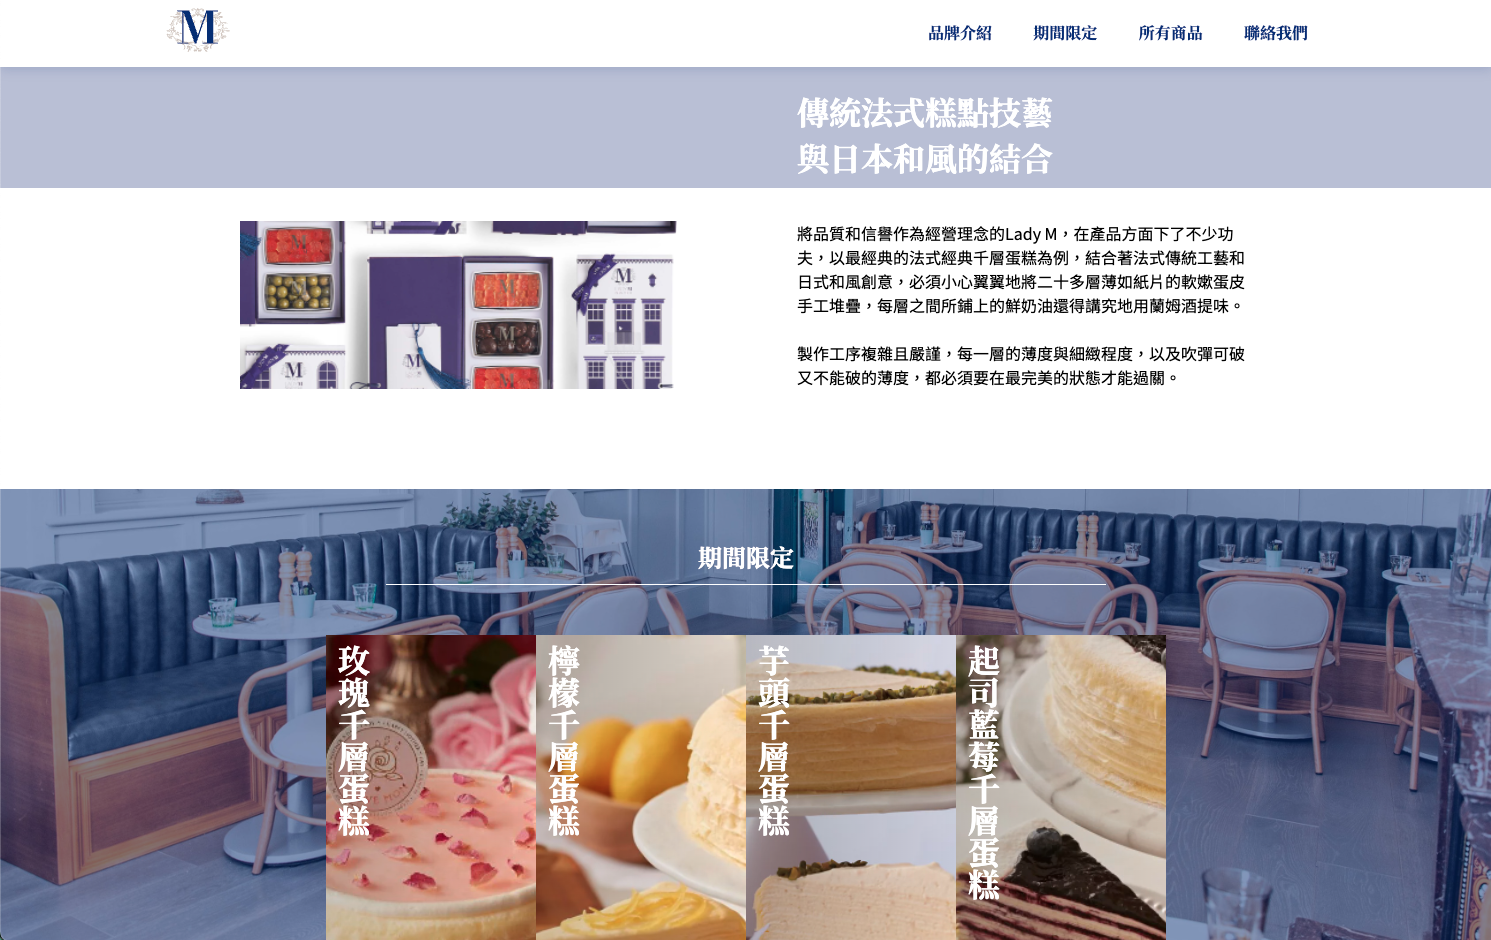 M
品牌介紹
期間限定
所有商品
聯絡我們
傳統法式糕點技藝
與日本和風的結合
將品質和信譽作為經營理念的Lady M，在產品方面下了不少功
夫，以最經典的法式經典千層蛋糕為例，結合著法式傳統工藝和
日式和風創意，必須小心翼翼地將二十多層薄如紙片的軟嫩蛋皮
手工堆疊，每層之間所鋪上的鮮奶油還得講究地用蘭姆酒提味。
製作工序複雜且嚴謹，每一層的薄度與細緻程度，以及吹彈可破
又不能破的薄度，都必須要在最完美的狀態才能過關。
期間限定
玫瑰千層蛋糕
檸檬千層蛋糕
芋頭千層蛋糕
起司藍莓千層蛋糕